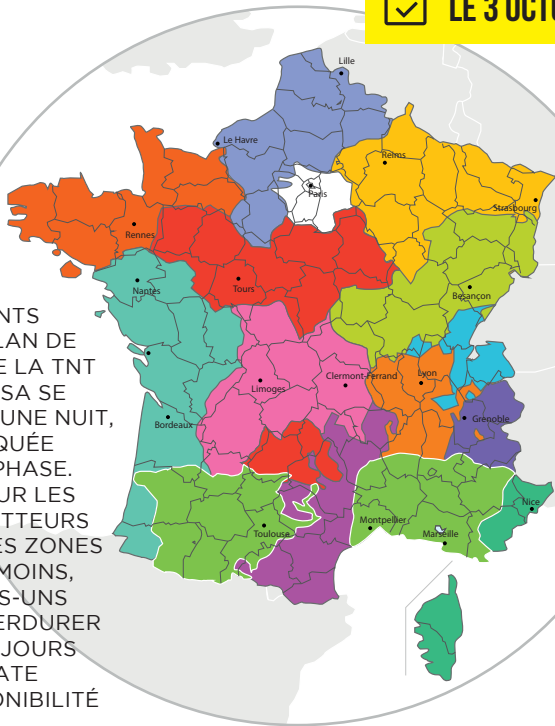 LE 3 OCTO
Lille
Le Havre
Reims
Paris
Strasbourg
Rennes
Nantes
Tours
Besançon
Limoges
Clermont-Ferrand
Lyon
Bordeaux
Grenoble
Toulouse
Montpellier
Marseille
Nice
NTS
LAN DE
E LA TNT
SA SE
UNE NUIT,
QUÉE
PHASE.
UR LES
TTEURS
ES ZONES
MOINS,
S-UNS
ERDURER
JOURS
ATE
ONIBILITÉ